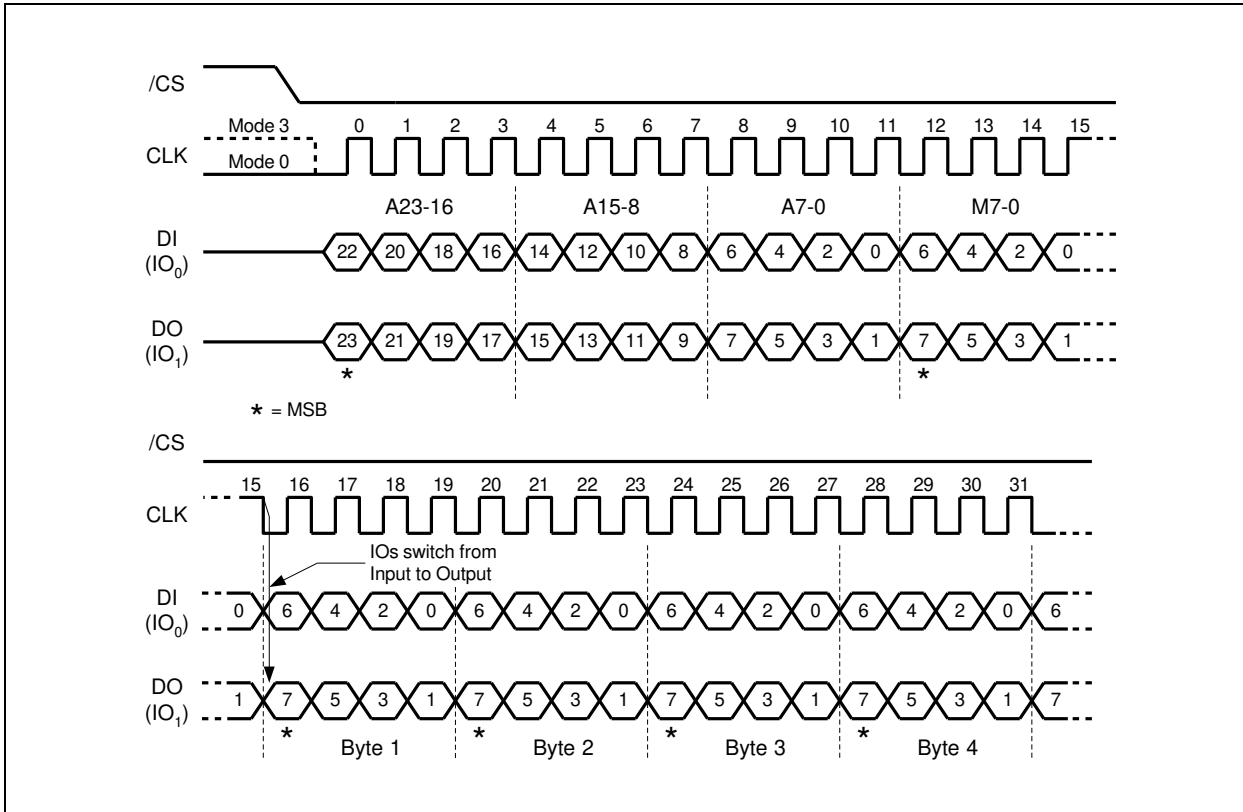 /CS
Mode 3 0 1 2 3 4 5 6 7 8 9 10 11 12 13 14 15
CLK
Mode 0
A23-16 A15-8 A7-0 M7-0
DI
(IO0)
22 20 18 16 14 12 10 8 6 4 2 0 6 4 2 0
DO
(IO1)
23 21 19 17 15 13 11 9 7 5 3 1 7 5 3 1
* *
* = MSB
/CS
15 16 17 18 19 20 21 22 23 24 25 26 27 28 29 30 31
CLK
IOs switch from
Input to Output
DI
(IO0)
0 6 4 2 0 6 4 2 0 6 4 2 0 6 4 2 0 6
DO
(IO1)
1 7 5 3 1 7 5 3 1 7 5 3 1 7 5 3 1 7
* * * *
Byte 1 Byte 2 Byte 3 Byte 4